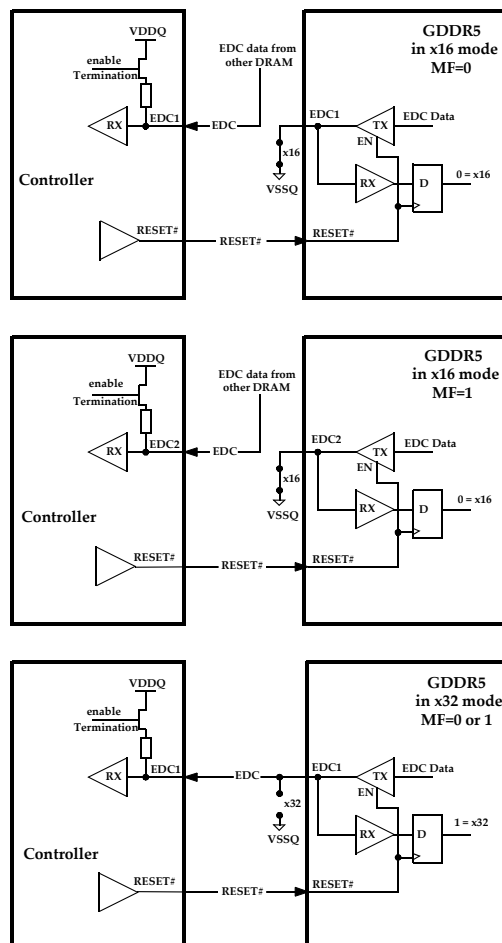 VDDQ
enable
Termination
RX
EDC1
EDC
EDC data from
other DRAM
Controller
RESET#
RESET#
GDDR5
in x16 mode
MF=0
EDC1
TX
EDC Data
EN
x16
VSSQ
RX
D
0 = x16
RESET#
VDDQ
enable
Termination
RX
EDC2
EDC
EDC data from
other DRAM
Controller
RESET#
RESET#
GDDR5
in x16 mode
MF=1
EDC2
TX
EDC Data
EN
x16
VSSQ
RX
D
0 = x16
RESET#
VDDQ
enable
Termination
RX
EDC1
EDC
Controller
RESET#
RESET#
GDDR5
in x32 mode
MF=0 or 1
EDC1
TX
EDC Data
EN
x32
VSSQ
RX
D
1 = x32
RESET#